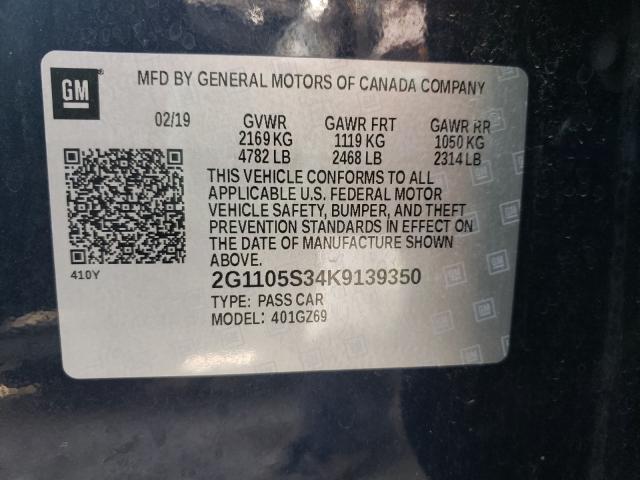 GM
MFD BY GENERAL MOTORS OF CANADA COMPANY
02/19 GVWR GAWR FRT GAWR RR
2169 KG 1119 KG 1050 KG
4782 LB 2468 LB 2314 LB
THIS VEHICLE CONFORMS TO ALL
APPLICABLE U.S. FEDERAL MOTOR
VEHICLE SAFETY, BUMPER, AND THEFT
PREVENTION STANDARDS IN EFFECT ON
THE DATE OF MANUFACTURE SHOWN
ABOVE.
410Y
2G1105S34K9139350
TYPE: PASS CAR
MODEL: 401GZ69